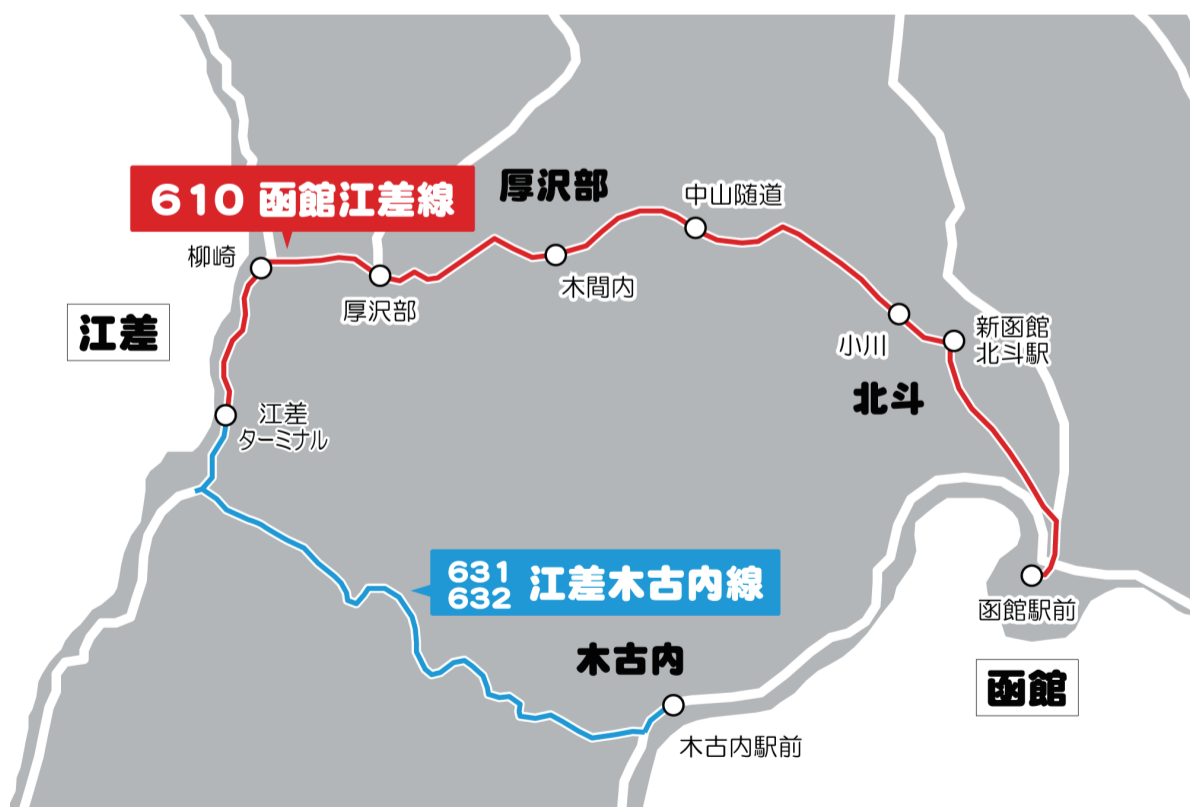 610 函館江差線
厚沢部
中山隨道
柳崎
厚沢部
木間内
江差
小川
新函館
北斗駅
北斗
江差
ターミナル
631
632
江差木古内線
函館駅前
木古内
函館
木古内駅前